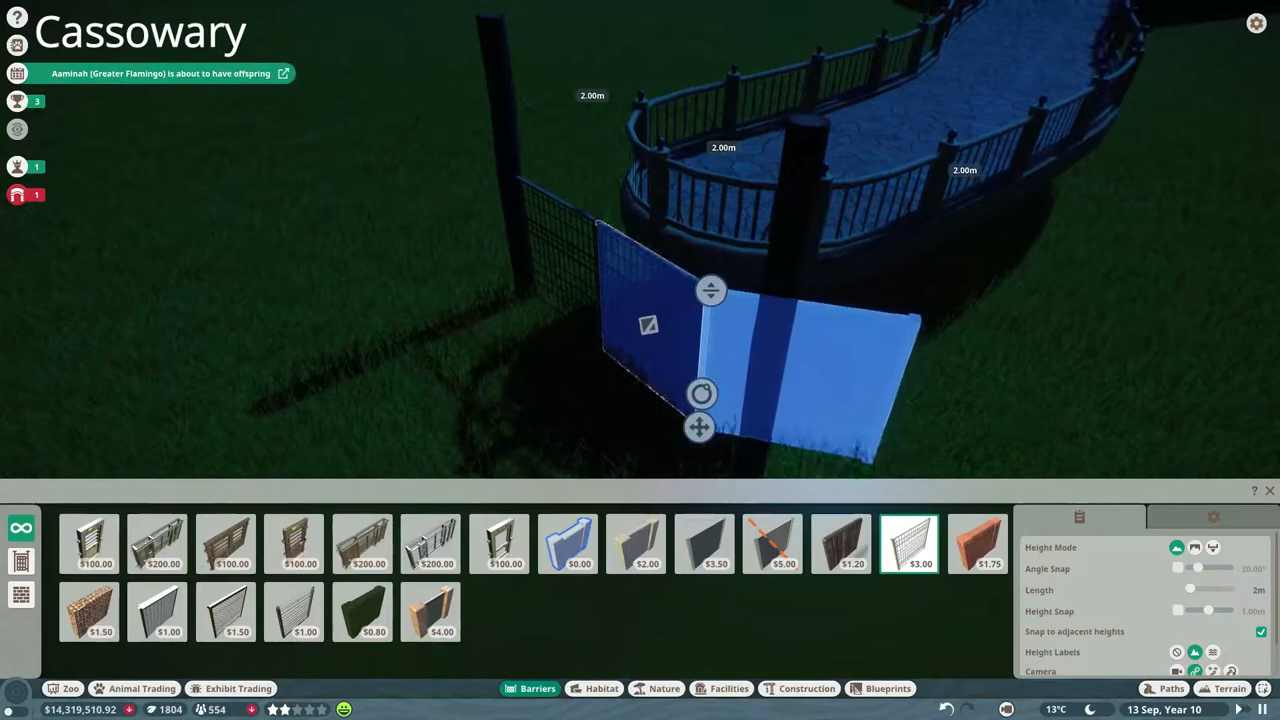 Cassowary
Aaminah (Greater Flamingo) is about to have offspring
3
1
1
2.00m
2.00m
2.00m
$100.00
$200.00
$100.00
$100.00
$200.00
$200.00
$100.00
$0.00
$2.00
$3.50
$5.00
$1.20
$3.00
$1.75
$1.50
$1.00
$1.50
$1.00
$0.80
$4.00
Height Mode
Angle Snap 30.00°
Length 2m
Height Snap 1.00m
Snap to adjacent heights
Height Labels
Camera
Zoo Animal Trading Exhibit Trading Barriers Habitat Nature Facilities Construction Blueprints Paths Terrain
$14,319,510.92 1804 554 13°C 13 Sep, Year 10